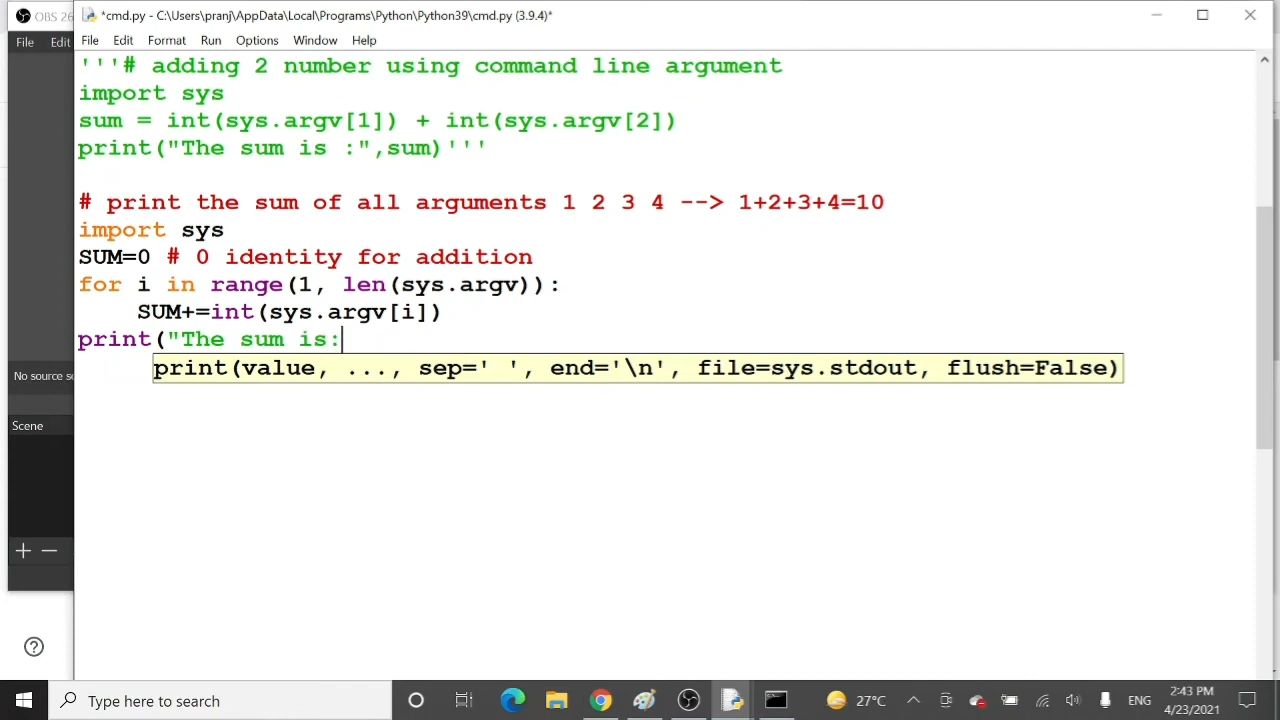 OBS 26
File Edit
*cmd.py - C:\Users\pranj\AppData\Local\Programs\Python\Python39\cmd.py (3.9.4)*
File Edit Format Run Options Window Help
'''# adding 2 number using command line argument
import sys
sum = int(sys.argv[1]) + int(sys.argv[2])
print("The sum is :",sum)'''
# print the sum of all arguments 1 2 3 4 --> 1+2+3+4=10
import sys
SUM=0 # 0 identity for addition
for i in range(1, len(sys.argv)):
SUM+=int(sys.argv[i])
print("The sum is:
print(value, ..., sep=' ', end='\n', file=sys.stdout, flush=False)
No source se
Scene
Type here to search
27°C
ENG
2:43 PM
4/23/2021